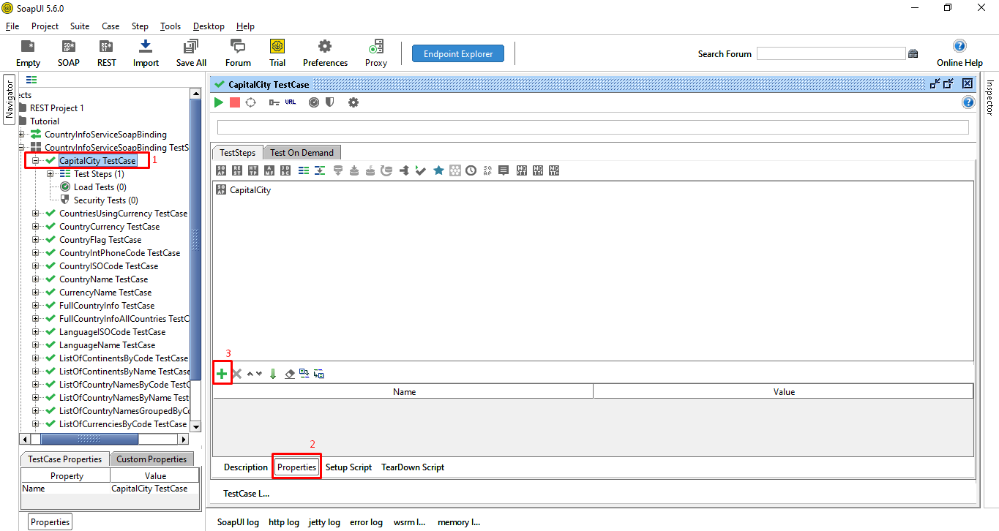 SoapUI 5.6.0
File Project Suite Case Step Tools Desktop Help
Empty SOAP REST Import Save All Forum Trial Preferences Proxy Endpoint Explorer Search Forum Online Help
Navigator
ects
REST Project 1
Tutorial
CountryInfoServiceSoapBinding
CountryInfoServiceSoapBinding TestS
CapitalCity TestCase 1
Test Steps (1)
Load Tests (0)
Security Tests (0)
CountriesUsingCurrency TestCase
CountryCurrency TestCase
CountryFlag TestCase
CountryIntPhoneCode TestCase
CountryISOCode TestCase
CountryName TestCase
CurrencyName TestCase
FullCountryInfo TestCase
FullCountryInfoAllCountries TestC
LanguageISOCode TestCase
LanguageName TestCase
ListOfContinentsByCode TestCase
ListOfContinentsByName TestCase
ListOfCountryNamesByCode TestC
ListOfCountryNamesByName Test
ListOfCountryNamesGroupedByCo
ListOfCurrenciesByCode TestCase
TestCase Properties Custom Properties
Property Value
Name CapitalCity TestCase
Properties
CapitalCity TestCase
URL
TestSteps Test On Demand
CapitalCity
3
Name Value
2
Description Properties Setup Script TearDown Script
TestCase L...
SoapUI log http log jetty log error log wsrm l... memory l...
Inspector